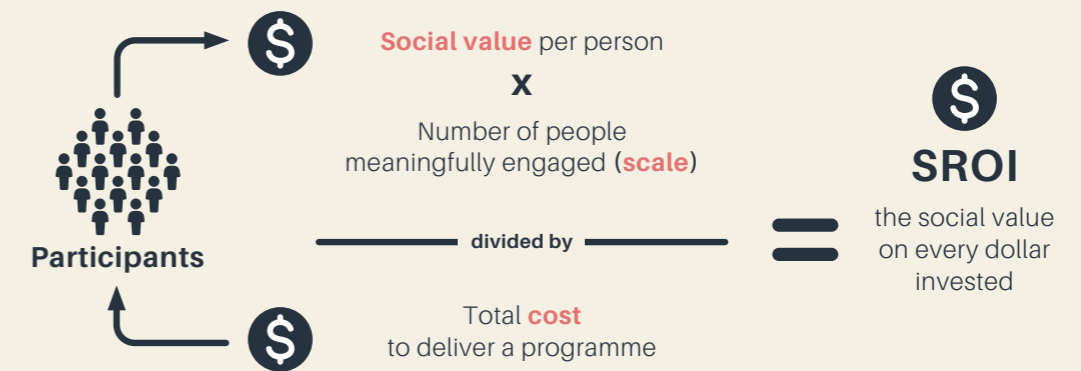 $
Social value per person
X
Number of people
meaningfully engaged (scale)
Participants
divided by
$
Total cost
to deliver a programme
$
SROI
the social value
on every dollar
invested